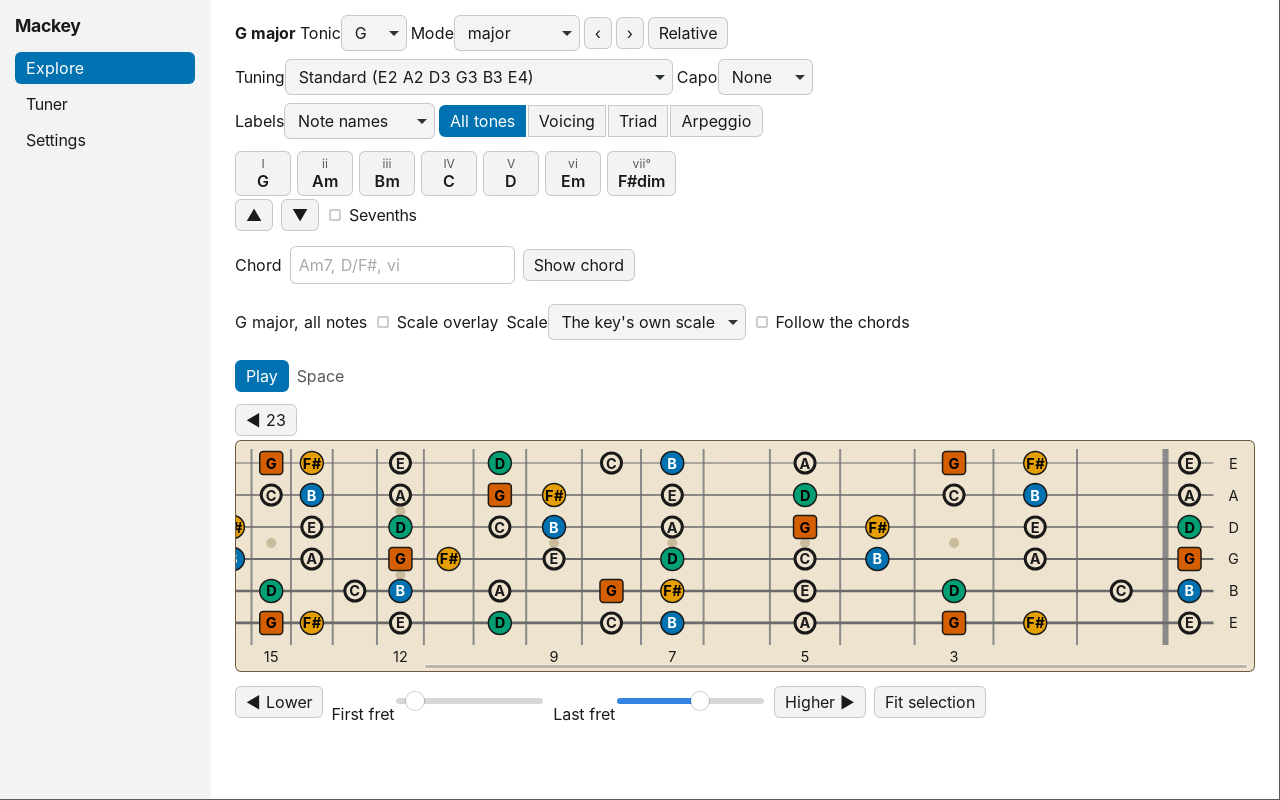 Mackey
Explore
Tuner
Settings
G major Tonic G Mode major ‹ › Relative
Tuning Standard (E2 A2 D3 G3 B3 E4) Capo None
Labels Note names All tones Voicing Triad Arpeggio
I ii iii IV V vi vii°
G Am Bm C D Em F#dim
▲ ▼ Sevenths
Chord Am7, D/F#, vi Show chord
G major, all notes Scale overlay Scale The key's own scale Follow the chords
Play Space
◀ 23
G F# E D C B A G F# E E
C B A G F# E D C B A A
E D C B A G F# E D D
A G F# E D C B A G G
D C B A G F# E D C B B
G F# E D C B A G F# E E
15 12 9 7 5 3
◀ Lower First fret Last fret Higher ▶ Fit selection